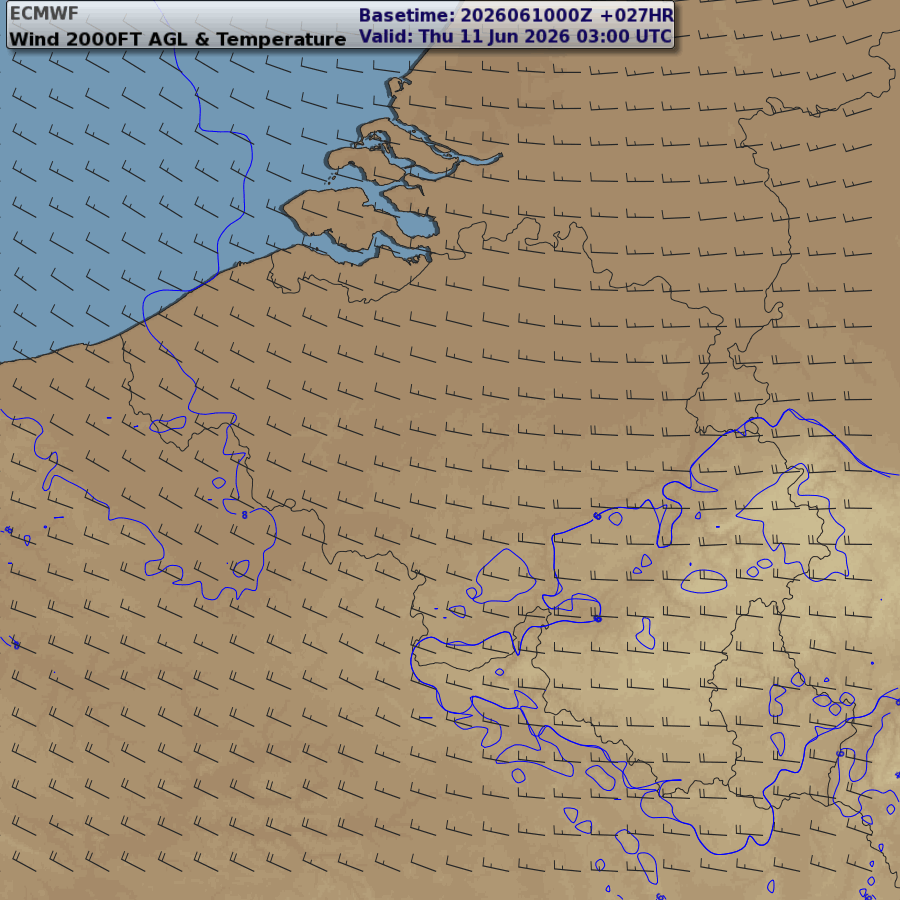 ECMWF
Wind 2000FT AGL & Temperature
Basetime: 2026061000Z +027HR
Valid: Thu 11 Jun 2026 03:00 UTC
8